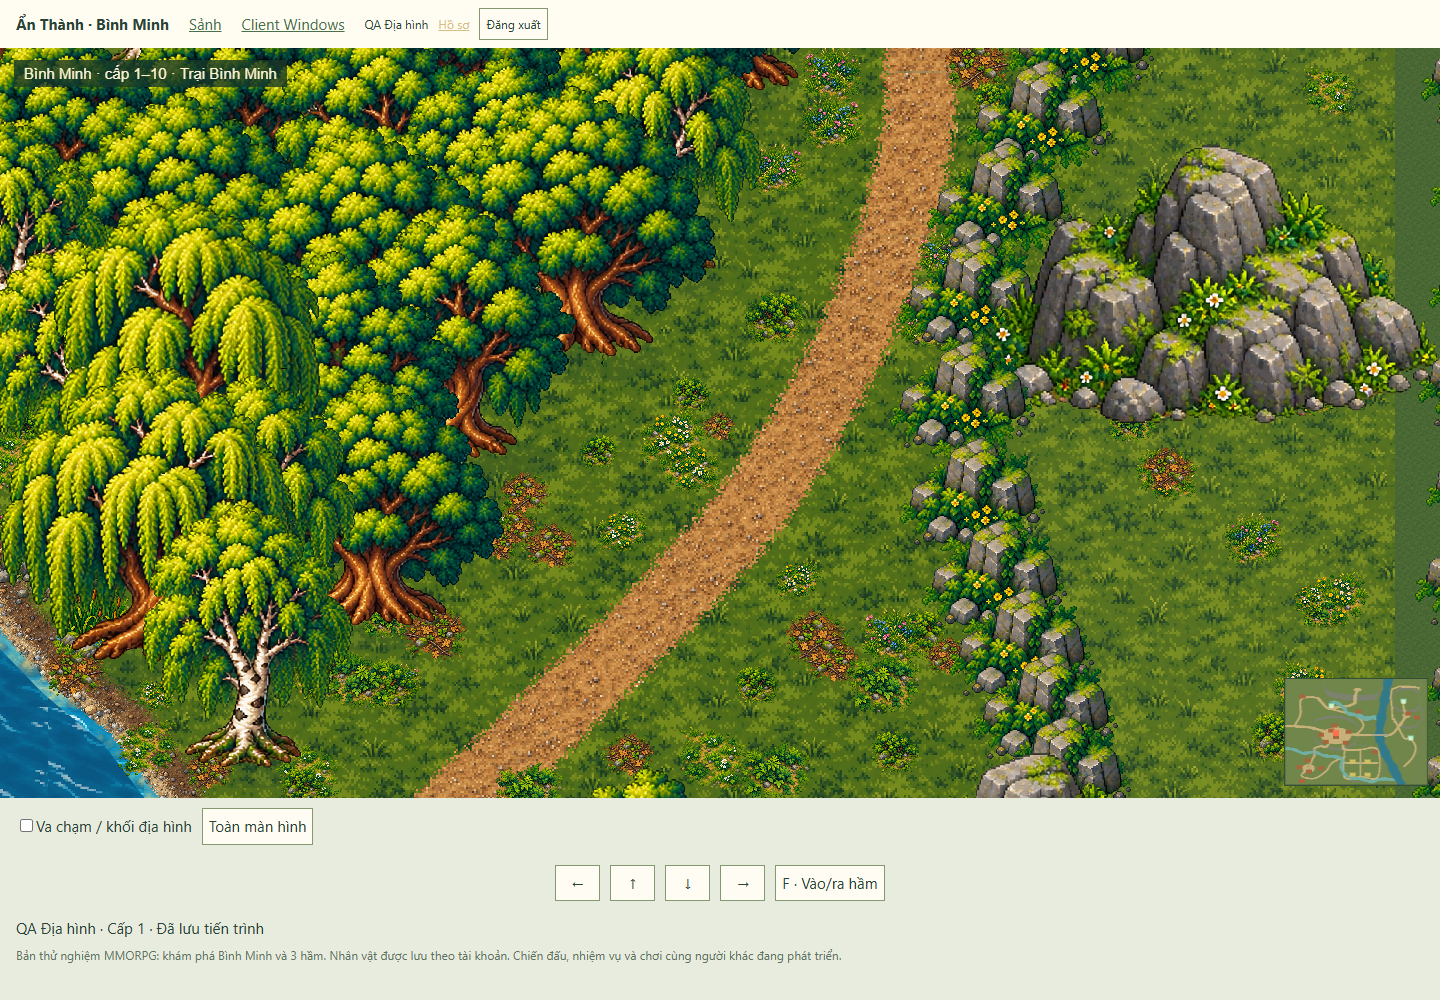 Ẩn Thành · Bình Minh Sảnh Client Windows QA Địa hình Hồ sơ Đăng xuất
Bình Minh · cấp 1–10 · Trại Bình Minh
Va chạm / khối địa hình Toàn màn hình
← ↑ ↓ → F · Vào/ra hầm
QA Địa hình · Cấp 1 · Đã lưu tiến trình
Bản thử nghiệm MMORPG: khám phá Bình Minh và 3 hầm. Nhân vật được lưu theo tài khoản. Chiến đấu, nhiệm vụ và chơi cùng người khác đang phát triển.